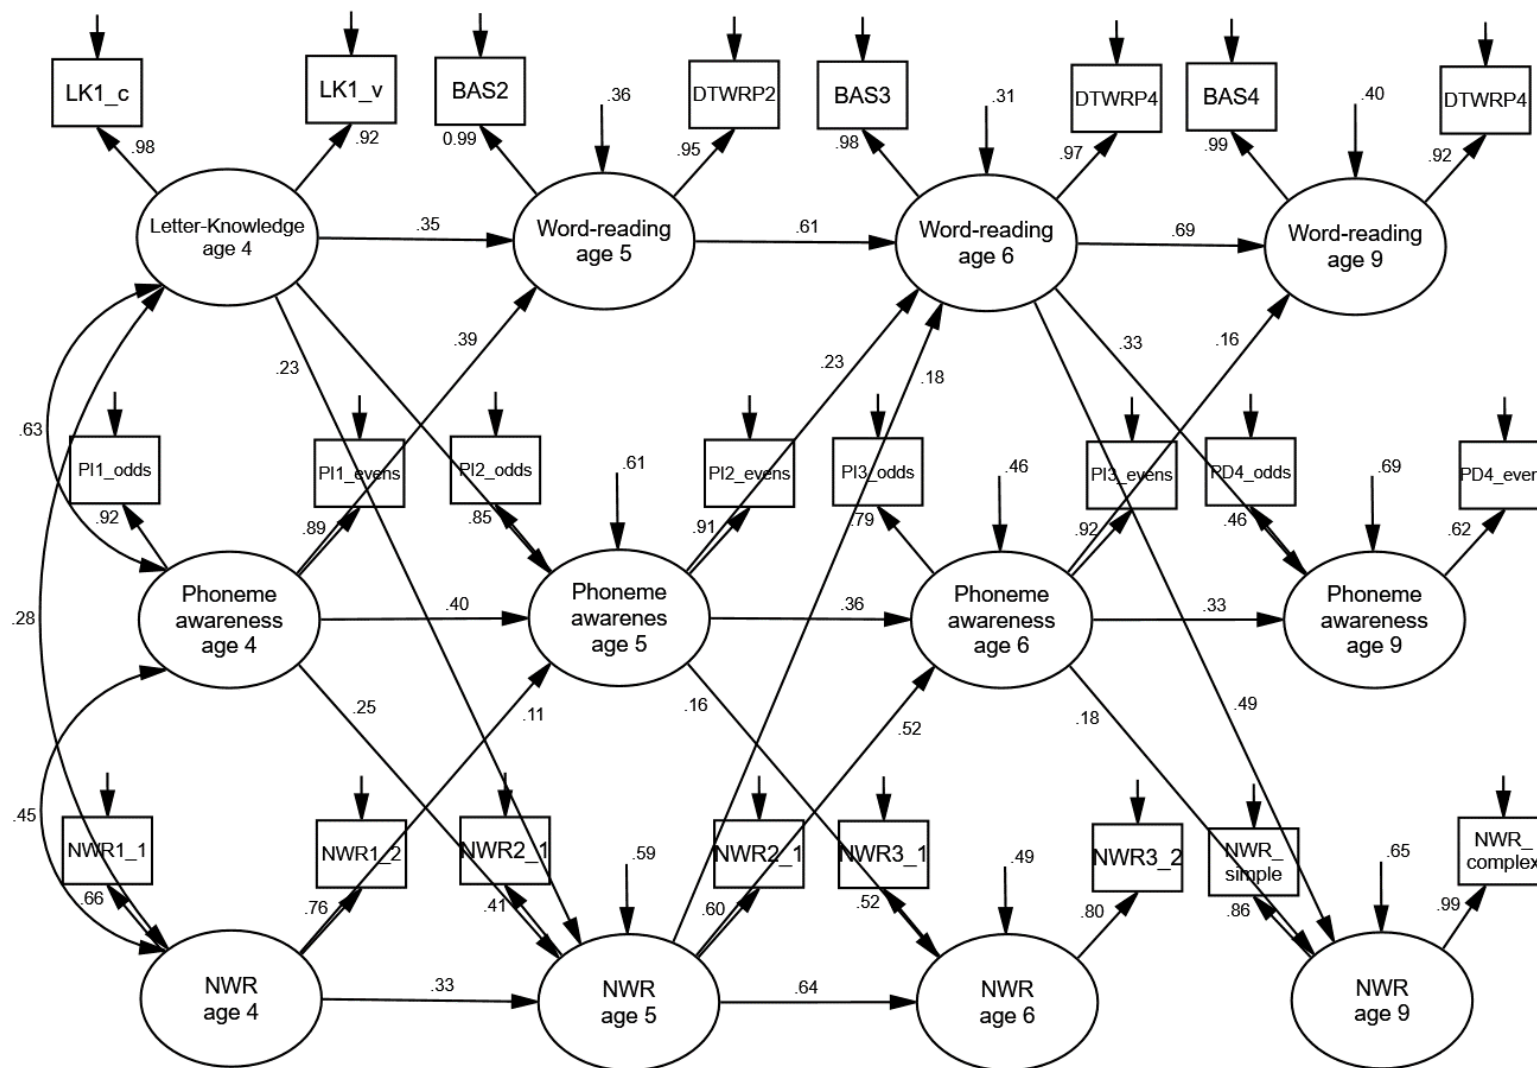 LK1_c
LK1_v
BAS2
DTWRP2
BAS3
DTWRP4
BAS4
DTWRP4
.36
.31
.40
.98
.92
0.99
.95
.98
.97
.99
.92
Letter-Knowledge
age 4
.35
Word-reading
age 5
.61
Word-reading
age 6
.69
Word-reading
age 9
.23
.39
.23
.18
.33
.16
.63
PI1_odds
PI1_evens
PI2_odds
.61
PI2_evens
PI3_odds
.46
PI3_evens
PD4_odds
.69
PD4_even
.92
.89
.85
.91
.79
.92
.46
.62
Phoneme
awareness
age 4
.40
Phoneme
awarenes
age 5
.36
Phoneme
awareness
age 6
.33
Phoneme
awareness
age 9
.28
.25
.11
.16
.52
.18
.49
.45
NWR1_1
NWR1_2
NWR2_1
.59
NWR2_1
NWR3_1
.49
NWR3_2
NWR_
simple
.65
NWR_
complex
.66
.76
.41
.60
.52
.80
.86
.99
NWR
age 4
.33
NWR
age 5
.64
NWR
age 6
NWR
age 9